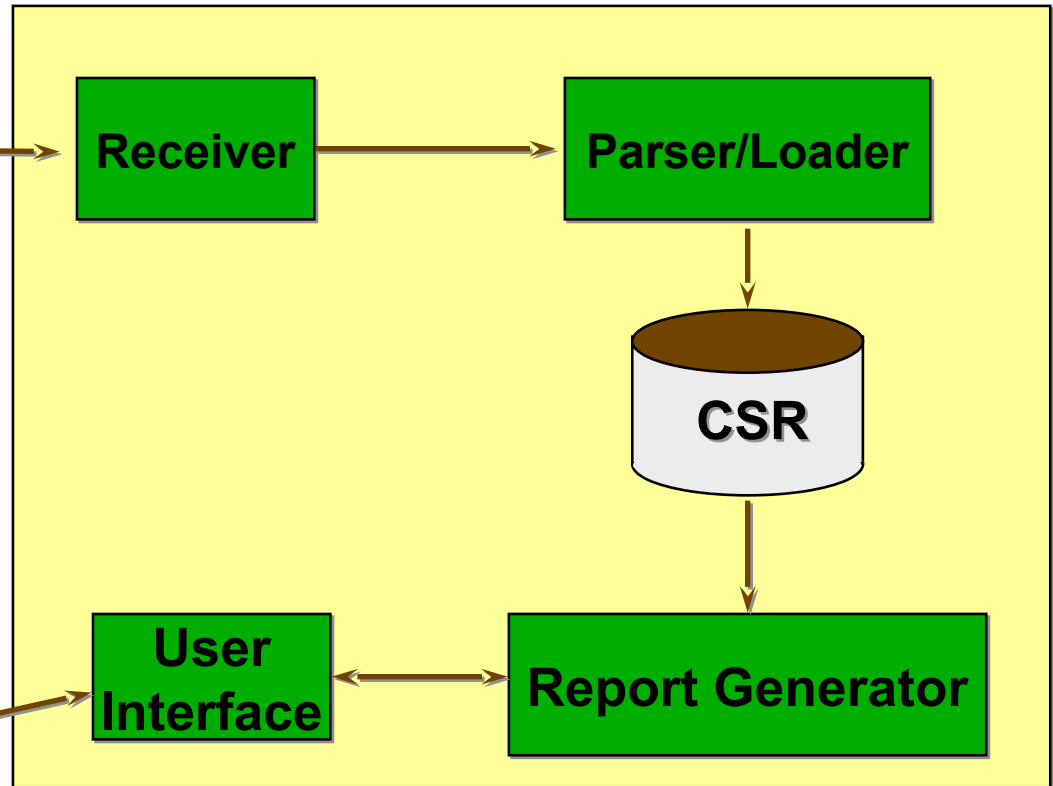 Receiver
Parser/Loader
CSR
User
Interface
Report Generator